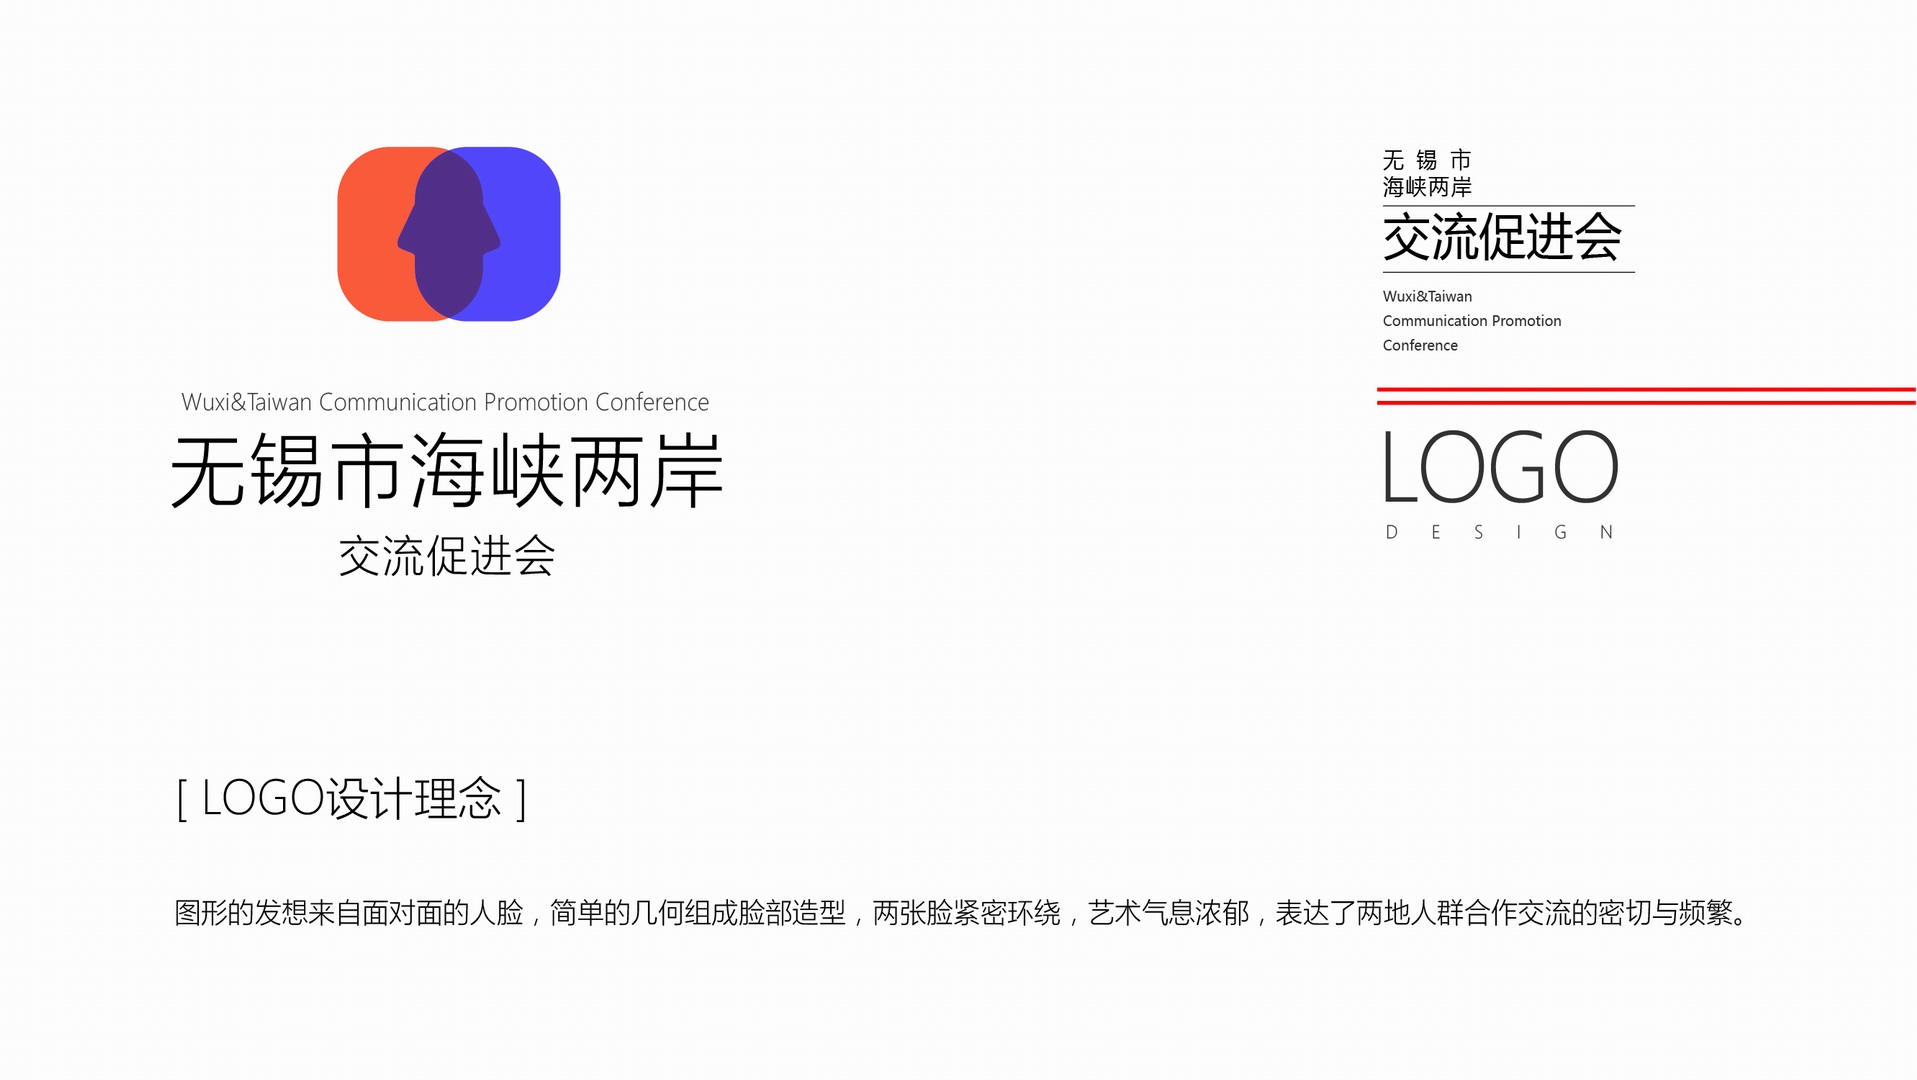 Wuxi&Taiwan Communication Promotion Conference
无锡市海峡两岸
交流促进会
无 锡 市
海峡两岸
交流促进会
Wuxi&Taiwan
Communication Promotion
Conference
LOGO
D E S I G N
[ LOGO设计理念 ]
图形的发想来自面对面的人脸，简单的几何组成脸部造型，两张脸紧密环绕，艺术气息浓郁，表达了两地人群合作交流的密切与频繁。